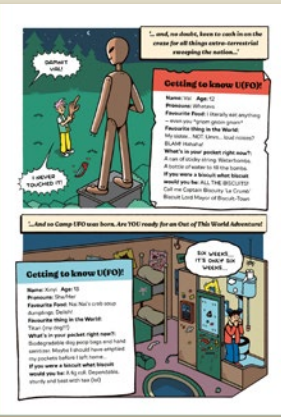 '... and, no doubt, keen to cash in on the
craze for all things extra-terrestrial
sweeping the nation...'
DAMMIT
VAL!
Getting to know U(FO)!
Name: Val Age: 12
Pronouns: Whatevs
Favourite Food: I literally eat anything
– even you *gnam gnam gnam*
Favourite thing in the World:
My sister... NOT. Umm... loud noises?
BLAM! Hahaha!
What's in your pocket right now?:
A can of sticky string. Waterbombs.
A bottle of water to fill the bombs.
If you were a biscuit what biscuit
would you be: ALL THE BISCUITS!
Call me Captain Biscuity 'Le Crumb'
Biscuit Lord Mayor of Biscuit-Town
I NEVER
TOUCHED IT!
'...And so Camp UFO was born. Are YOU ready for an Out of This World Adventure!
SIX WEEKS...
IT'S ONLY SIX
WEEKS...
Getting to know U(FO)!
Name: Xinyi Age: 12
Pronouns: She/Her
Favourite Food: Nai Nai's crab soup
dumplings. Delish!
Favourite thing in the World:
Titan (my dog!!)
What's in your pocket right now?:
Biodegradable dog poop bags and hand
sanitizer. Maybe I should have emptied
my pockets before I left home...
If you were a biscuit what biscuit
would you be: A fig roll. Dependable,
sturdy and best with tea (lol)